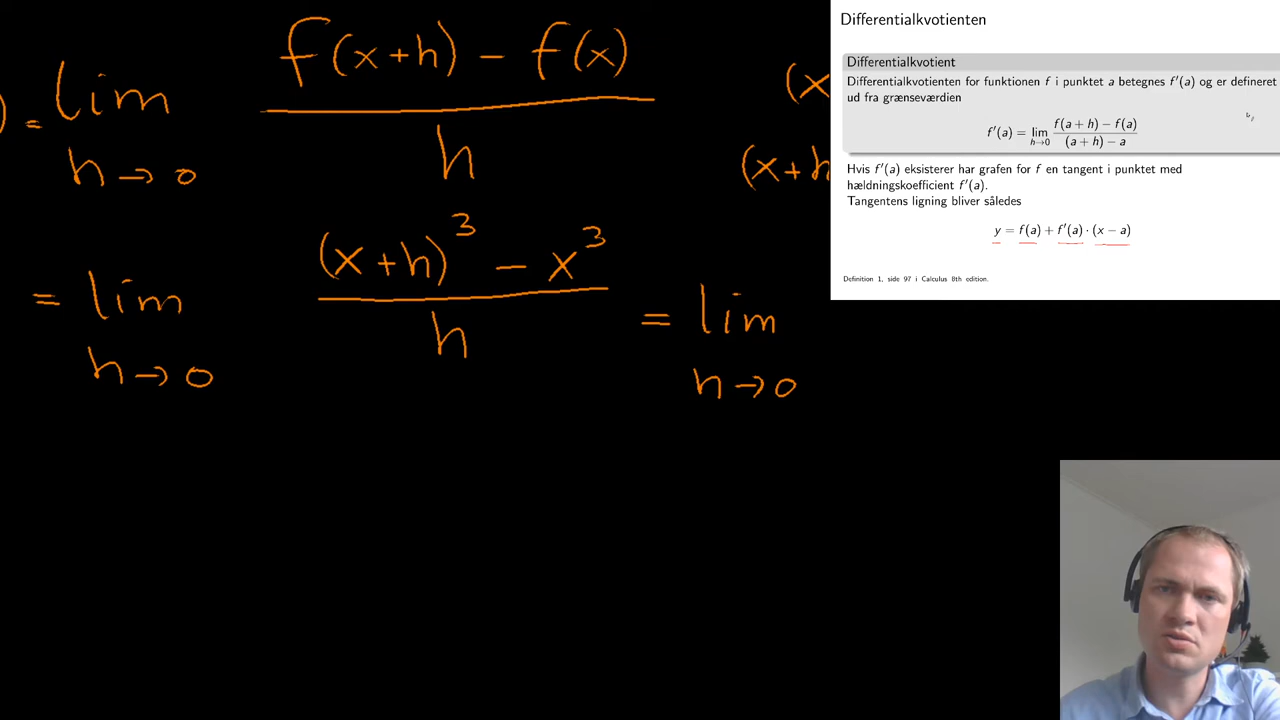 ) = lim f(x+h) - f(x) / h
h → 0
= lim (x+h)^3 - x^3 / h = lim
h → 0 h → 0
(x
(x+h
Differentialkvotienten
Differentialkvotient
Differentialkvotienten for funktionen f i punktet a betegnes f′(a) og er defineret
ud fra grænseværdien
f′(a) = lim h→0 f(a + h) − f(a) / (a + h) − a
Hvis f′(a) eksisterer har grafen for f en tangent i punktet med
hældningskoefficient f′(a).
Tangentens ligning bliver således
y = f(a) + f′(a) · (x − a)
Definition 1, side 97 i Calculus 8th edition.